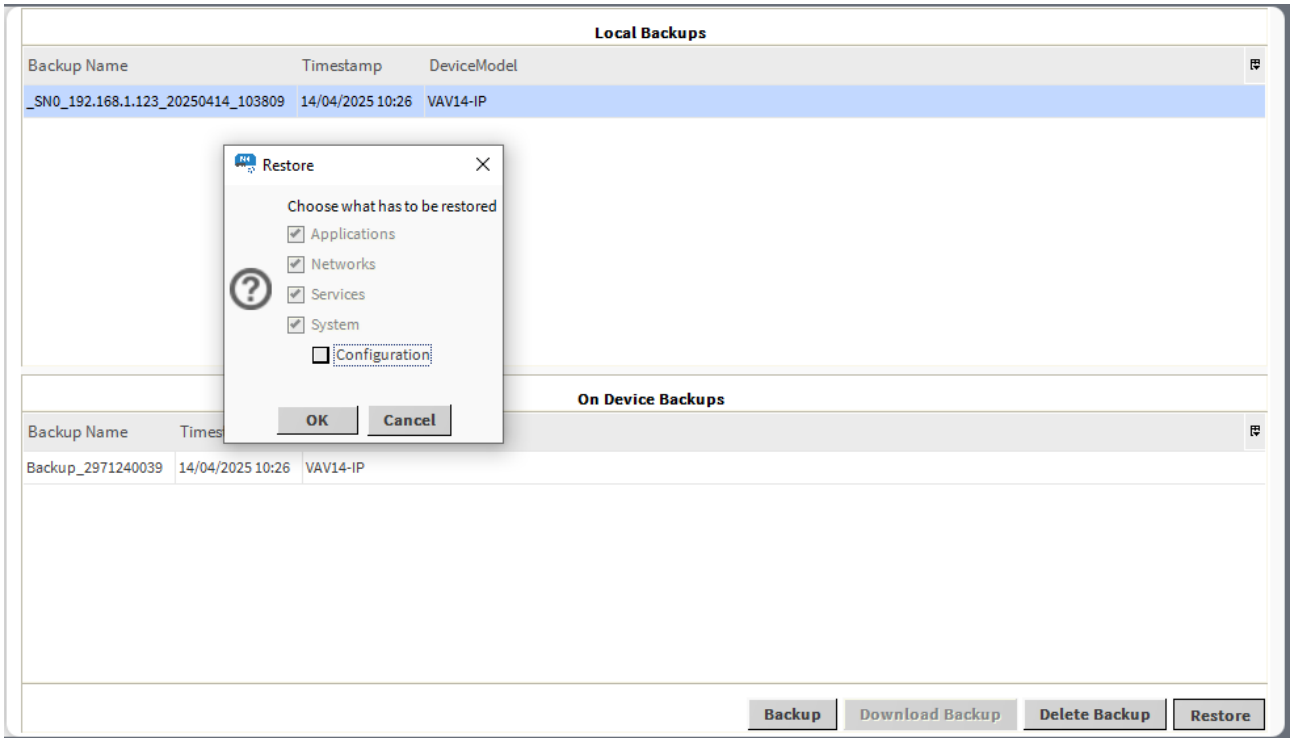 Local Backups
Backup Name Timestamp DeviceModel
_SN0_192.168.1.123_20250414_103809 14/04/2025 10:26 VAV14-IP
Restore
Choose what has to be restored
Applications
Networks
Services
System
Configuration
OK Cancel
On Device Backups
Backup Name Times
Backup_2971240039 14/04/2025 10:26 VAV14-IP
Backup Download Backup Delete Backup Restore